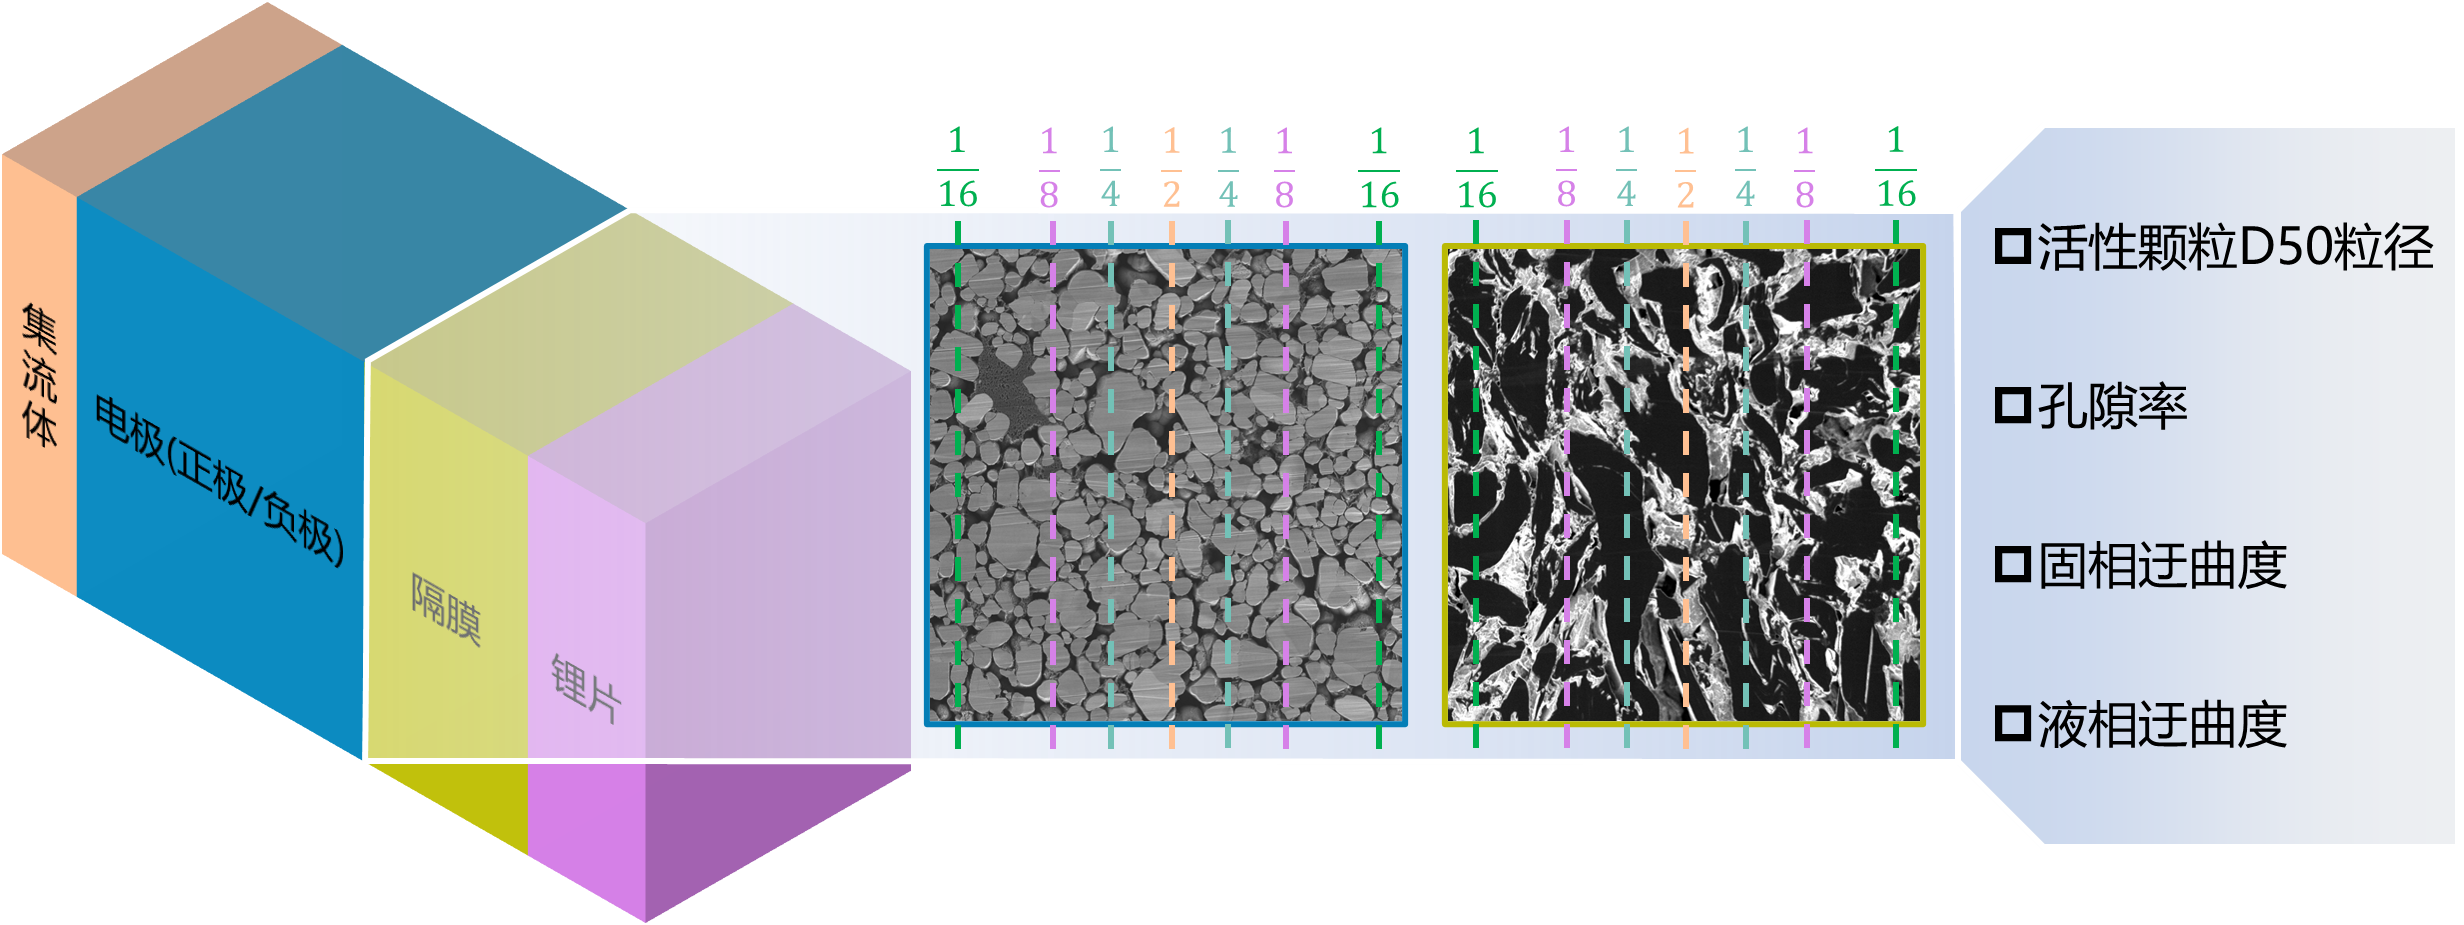 集流体
电极(正极/负极)
隔膜
锂片
1/16 1/8 1/4 1/2 1/4 1/8 1/16
1/16 1/8 1/4 1/2 1/4 1/8 1/16
活性颗粒D50粒径
孔隙率
固相迂曲度
液相迂曲度